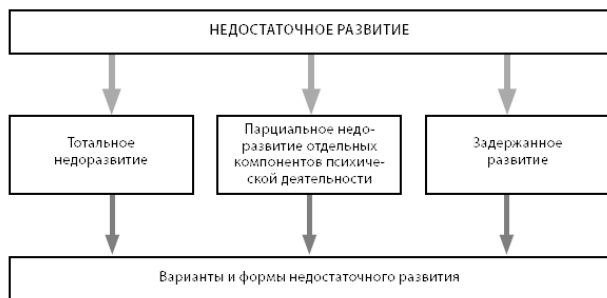 НЕДОСТАТОЧНОЕ РАЗВИТИЕ
Тотальное
недоразвитие
Парциальное недо-
развитие отдельных
компонентов психиче-
ской деятельности
Задержанное
развитие
Варианты и формы недостаточного развития